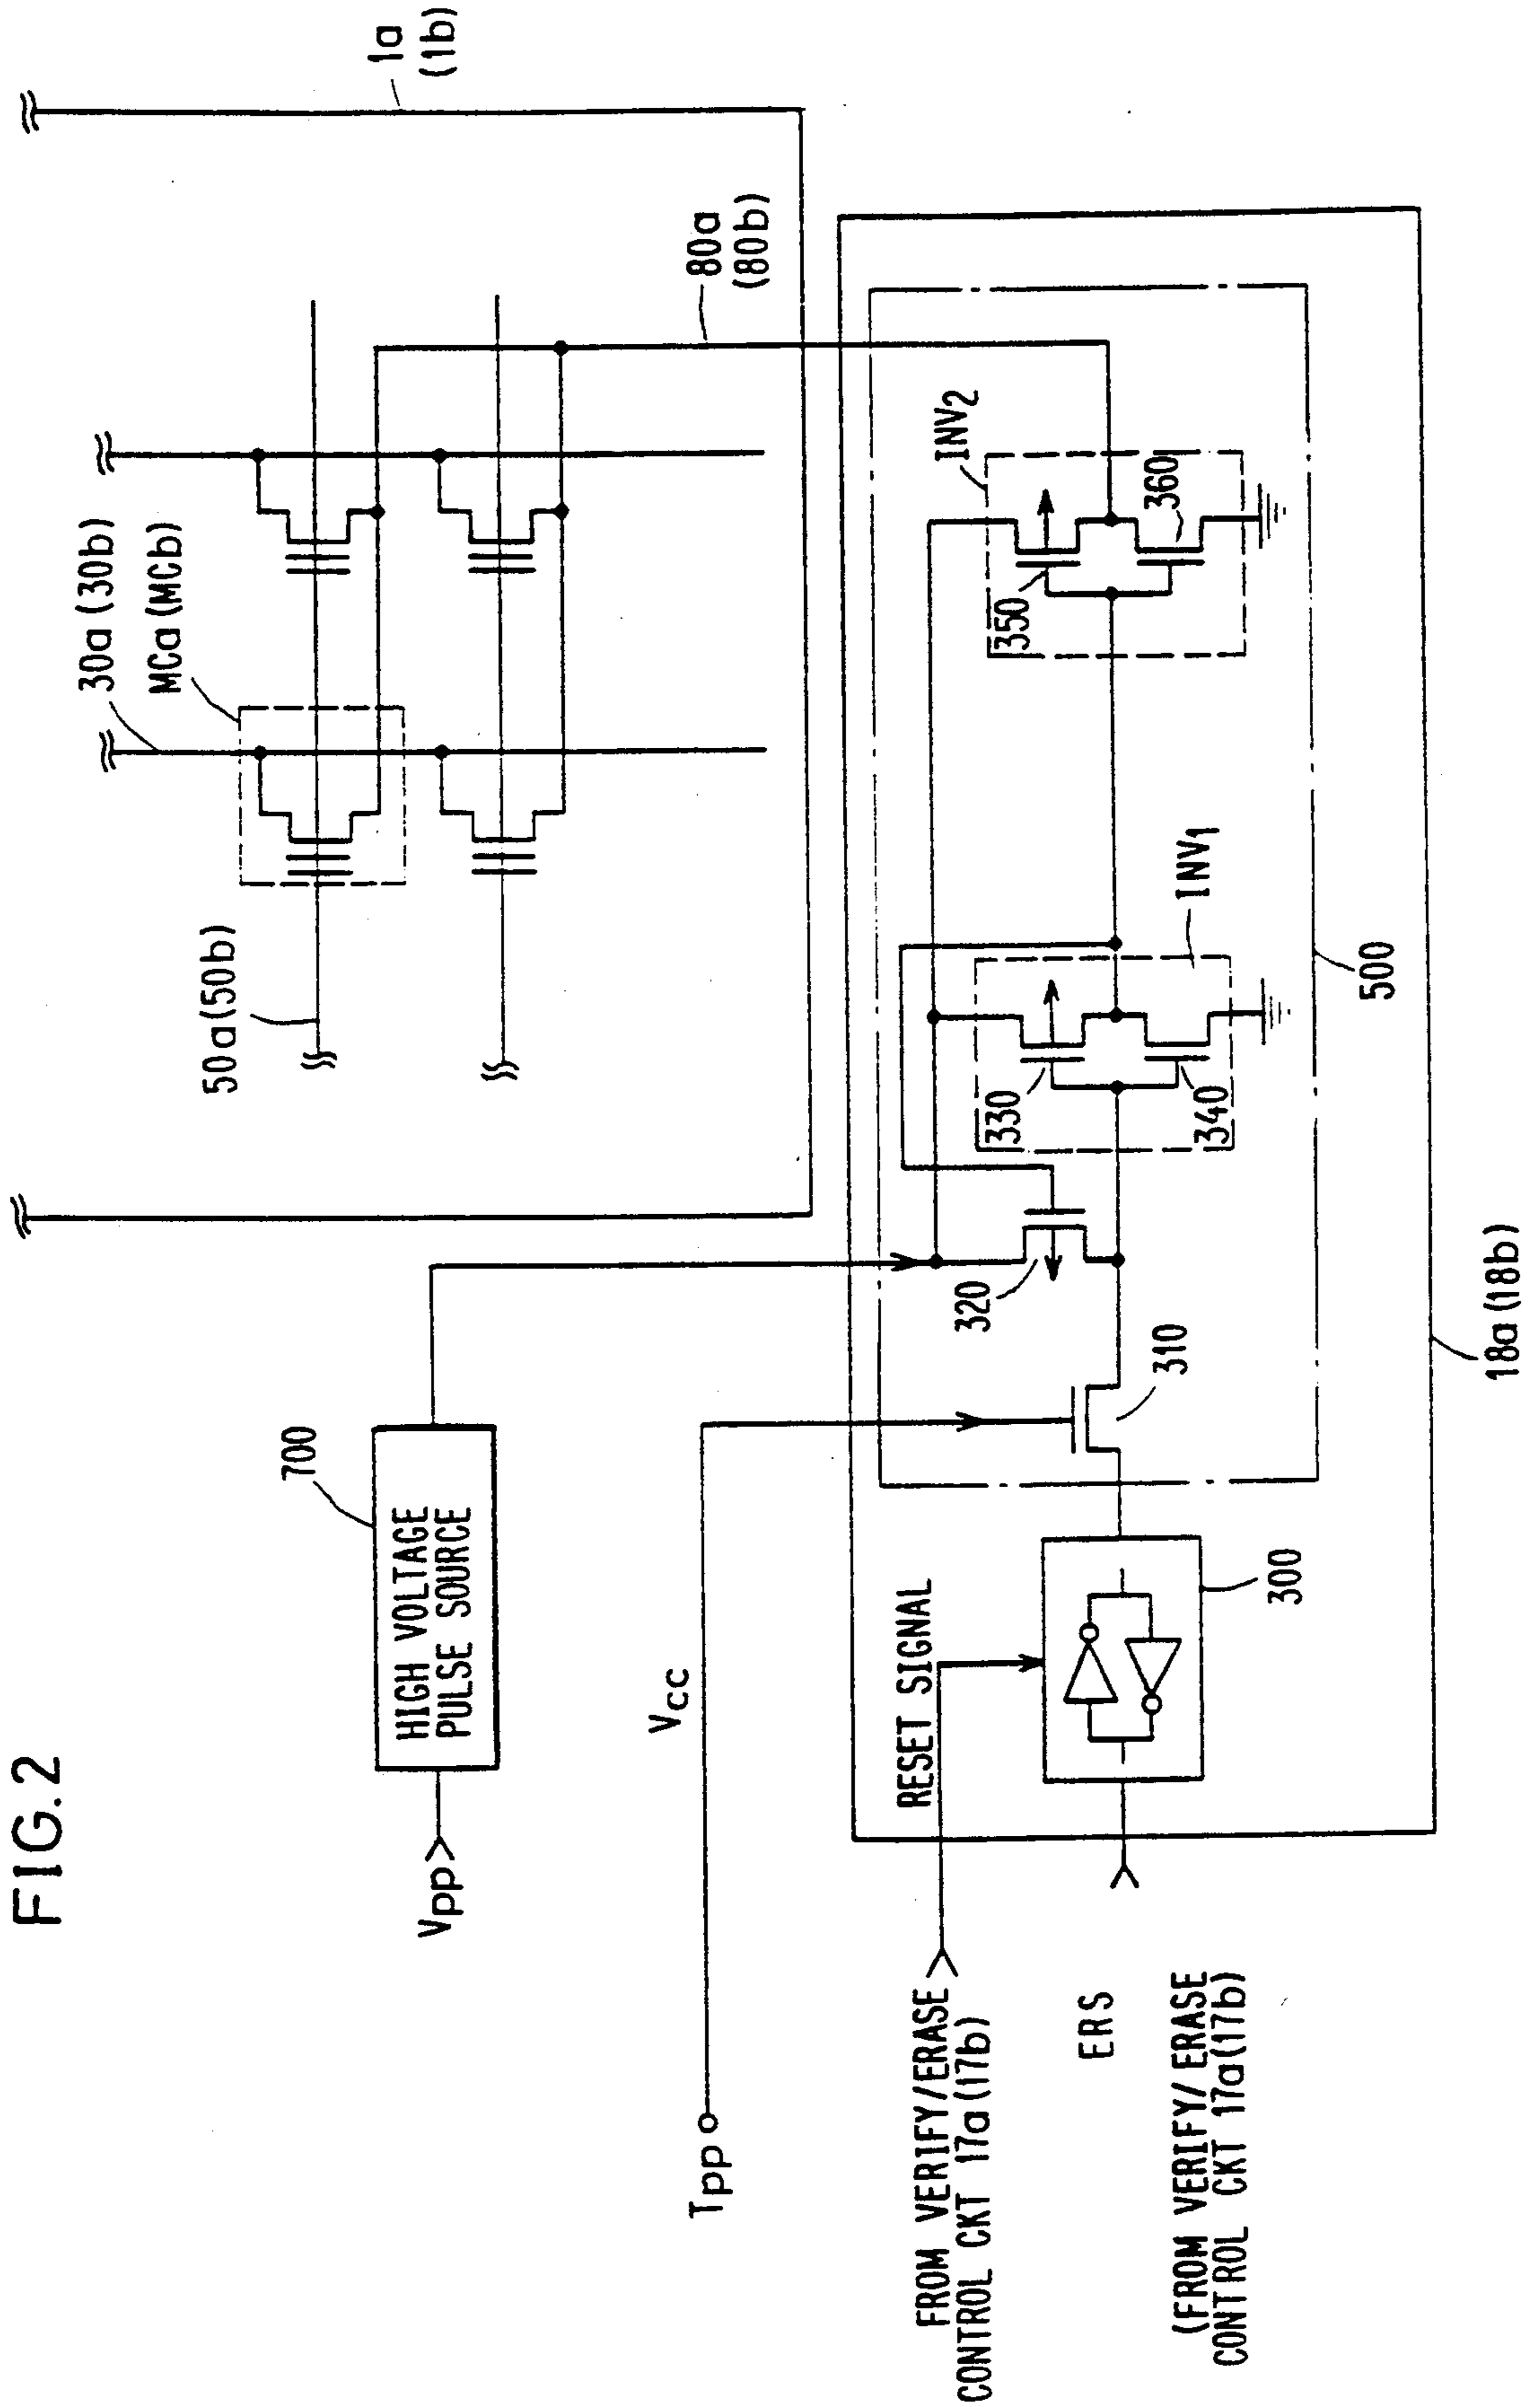 FIG.2
1a
(1b)
30a (30b)
MCa (MCb)
50a (50b)
80a
(80b)
Vpp
HIGH VOLTAGE
PULSE SOURCE
700
Tpp
Vcc
FROM VERIFY/ERASE
CONTROL CKT 17a (17b)
RESET SIGNAL
ERS
(FROM VERIFY/ERASE
CONTROL CKT 17a (17b)
300
310
320
330
340
INV1
350
360
INV2
500
18a (18b)